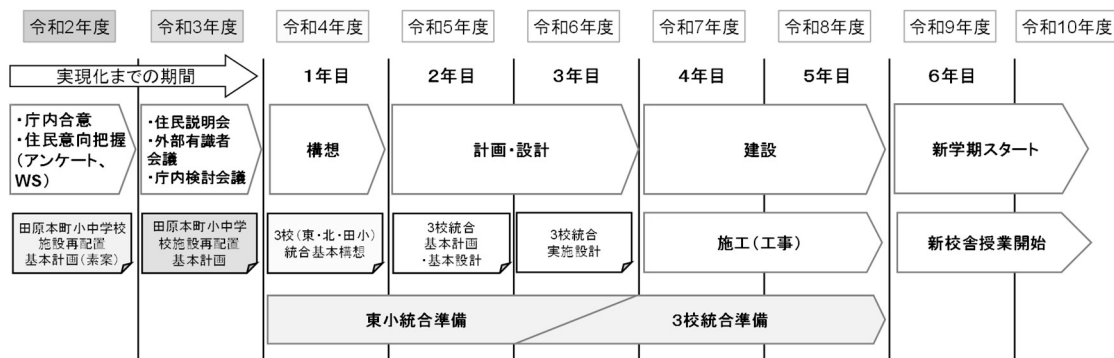 令和2年度
令和3年度
令和4年度
令和5年度
令和6年度
令和7年度
令和8年度
令和9年度
令和10年度
実現化までの期間
1年目
2年目
3年目
4年目
5年目
6年目
・庁内合意
・住民意向把握
(アンケート、
WS)
・住民説明会
・外部有識者
会議
・庁内検討会議
構想
計画・設計
建設
新学期スタート
田原本町小中学校
施設再配置
基本計画(素案)
田原本町小中学
校施設再配置
基本計画
3校(東・北・田小)
統合基本構想
3校統合
基本計画
・基本設計
3校統合
実施設計
施工(工事)
新校舎授業開始
東小統合準備
3校統合準備